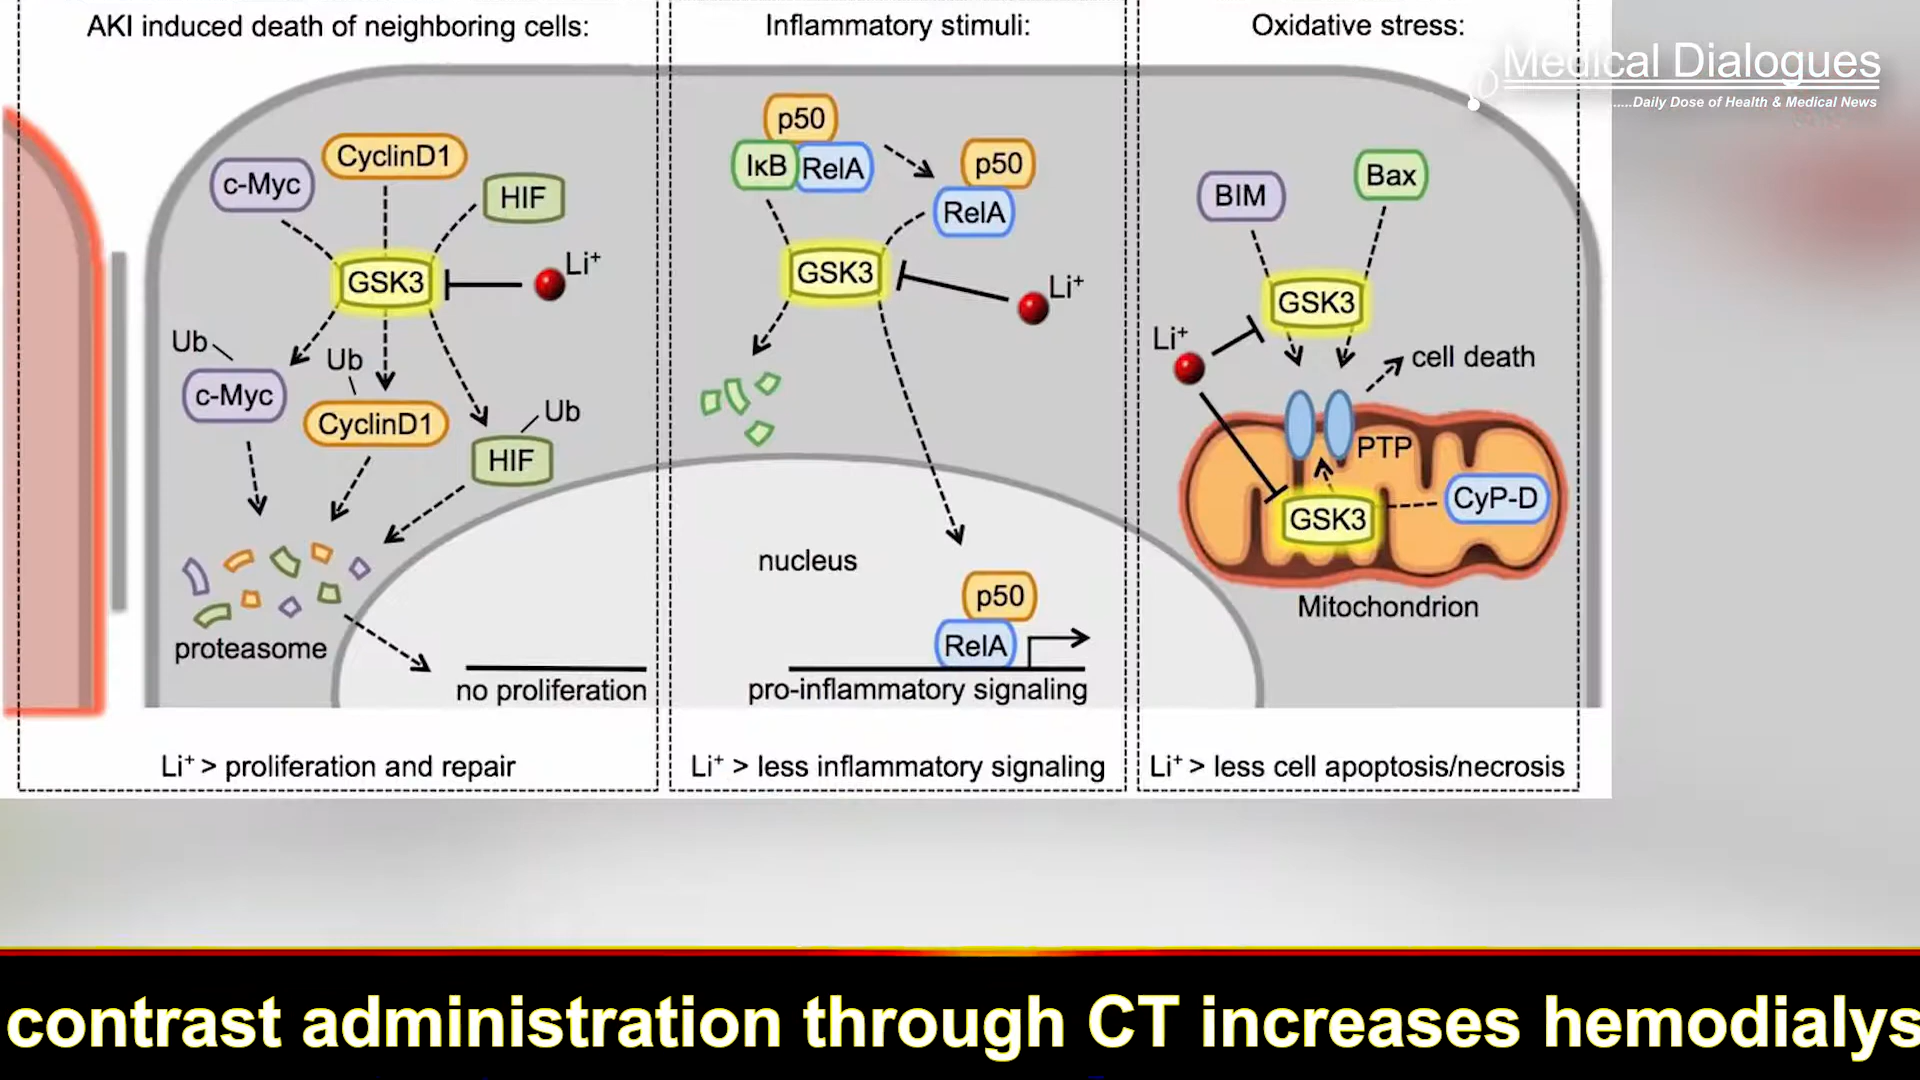 AKI induced death of neighboring cells:
Inflammatory stimuli:
Oxidative stress:
Medical Dialogues
......Daily Dose of Health & Medical News
c-Myc
CyclinD1
HIF
GSK3
Li⁺
Ub
c-Myc
Ub
CyclinD1
Ub
HIF
proteasome
no proliferation
Li⁺ > proliferation and repair
p50
IκB
RelA
p50
RelA
GSK3
Li⁺
nucleus
p50
RelA
pro-inflammatory signaling
Li⁺ > less inflammatory signaling
BIM
Bax
GSK3
Li⁺
cell death
PTP
CyP-D
GSK3
Mitochondrion
Li⁺ > less cell apoptosis/necrosis
contrast administration through CT increases hemodialys